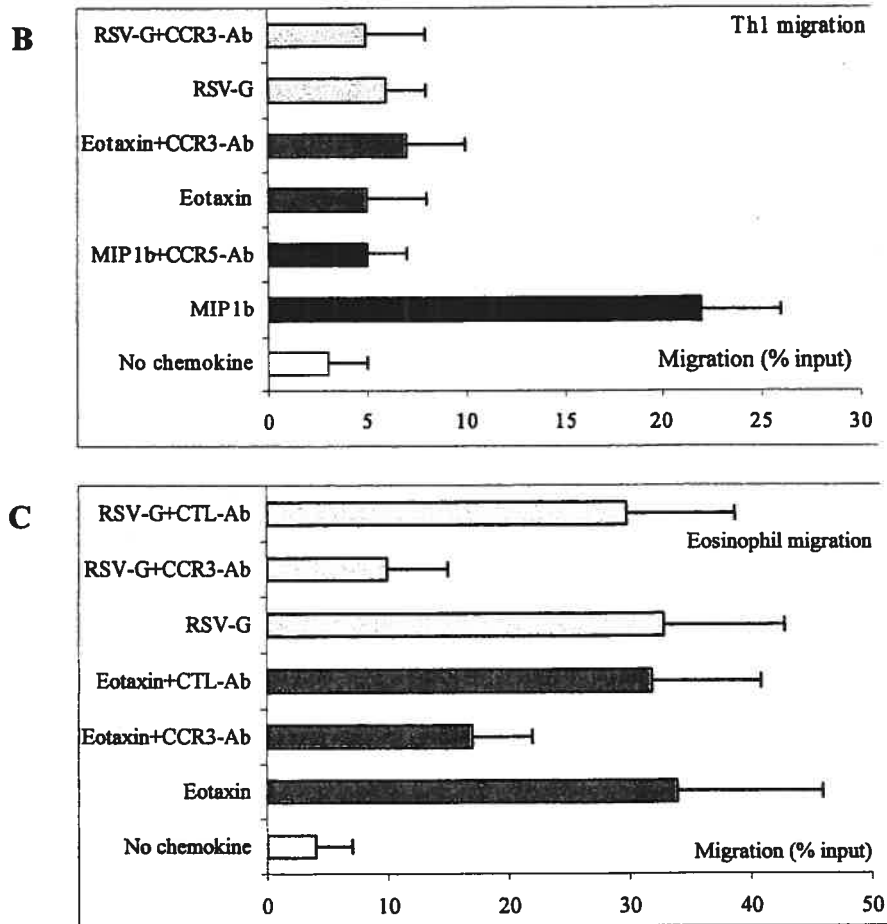 B
Th1 migration
RSV-G+CCR3-Ab
RSV-G
Eotaxin+CCR3-Ab
Eotaxin
MIP1b+CCR5-Ab
MIP1b
No chemokine
Migration (% input)
0 5 10 15 20 25 30
C
RSV-G+CTL-Ab
Eosinophil migration
RSV-G+CCR3-Ab
RSV-G
Eotaxin+CTL-Ab
Eotaxin+CCR3-Ab
Eotaxin
No chemokine
Migration (% input)
0 10 20 30 40 50